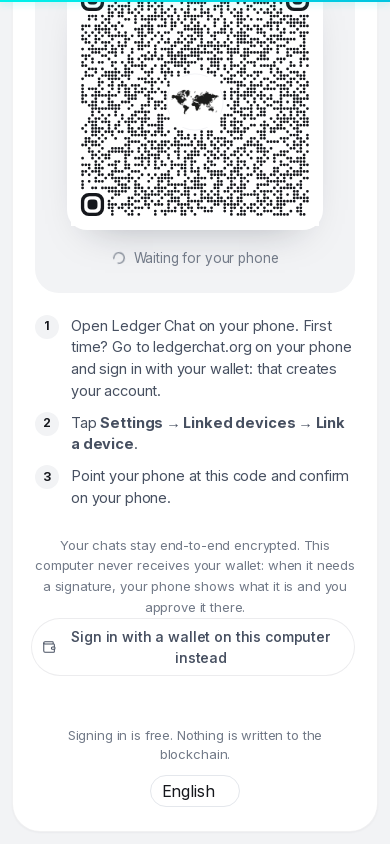 Waiting for your phone
1
Open Ledger Chat on your phone. First
time? Go to ledgerchat.org on your phone
and sign in with your wallet: that creates
your account.
2
Tap Settings → Linked devices → Link
a device.
3
Point your phone at this code and confirm
on your phone.
Your chats stay end-to-end encrypted. This
computer never receives your wallet: when it needs
a signature, your phone shows what it is and you
approve it there.
Sign in with a wallet on this computer
instead
Signing in is free. Nothing is written to the
blockchain.
English